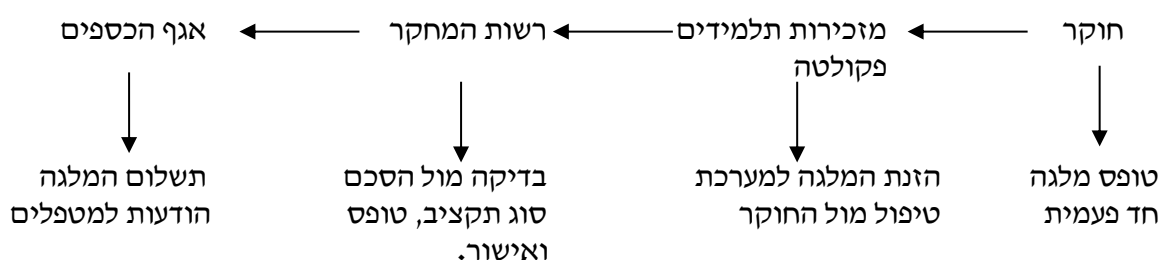 חוקר
מזכירות תלמידים
פקולטה
רשות המחקר
אגף הכספים
טופס מלגה
חד פעמית
הזנת המלגה למערכת
טיפול מול החוקר
בדיקה מול הסכם
סוג תקציב, טופס
ואישור.
תשלום המלגה
הודעות למטפלים